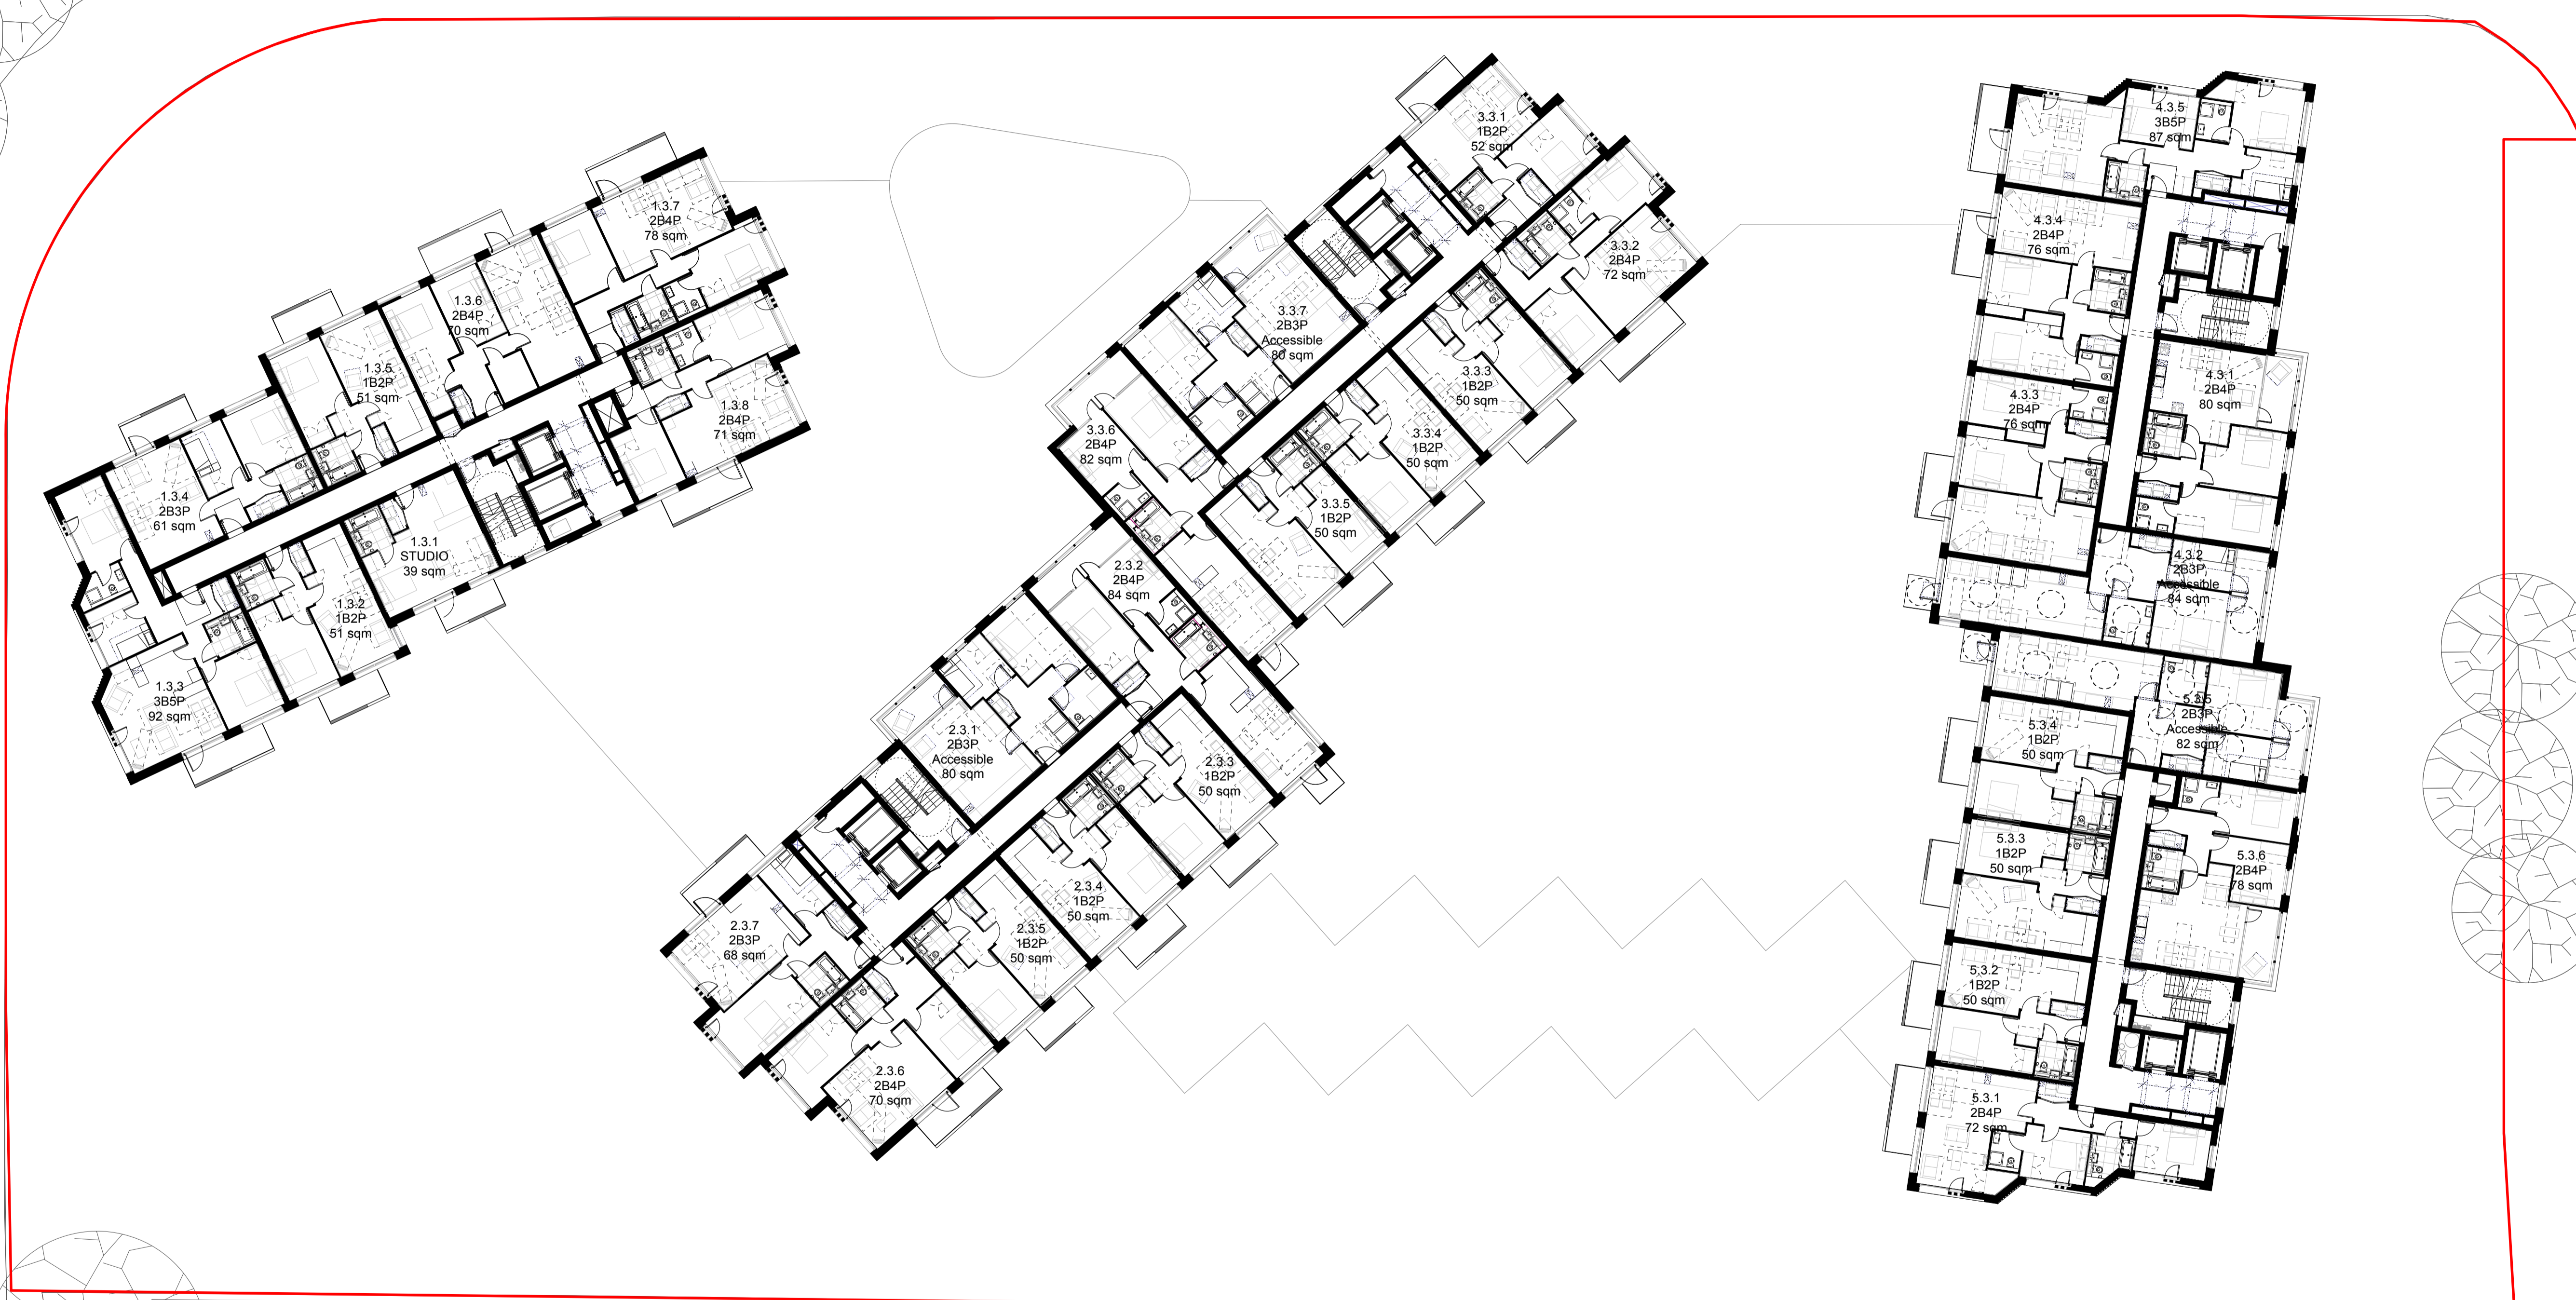 1.3.7
2B4P
78 sqm
1.3.6
2B4P
70 sqm
1.3.5
1B2P
51 sqm
1.3.8
2B4P
71 sqm
1.3.4
2B3P
61 sqm
1.3.1
STUDIO
39 sqm
1.3.2
1B2P
51 sqm
1.3.3
3B5P
92 sqm
3.3.1
1B2P
52 sqm
3.3.2
2B4P
72 sqm
3.3.7
2B3P
Accessible
80 sqm
3.3.3
1B2P
50 sqm
3.3.6
2B4P
82 sqm
3.3.4
1B2P
50 sqm
3.3.5
1B2P
50 sqm
2.3.2
2B4P
84 sqm
2.3.1
2B3P
Accessible
80 sqm
2.3.3
1B2P
50 sqm
2.3.4
1B2P
50 sqm
2.3.5
1B2P
50 sqm
2.3.7
2B3P
68 sqm
2.3.6
2B4P
70 sqm
4.3.5
3B5P
87 sqm
4.3.4
2B4P
76 sqm
4.3.1
2B4P
80 sqm
4.3.3
2B4P
76 sqm
4.3.2
2B3P
Accessible
84 sqm
5.3.5
2B3P
Accessible
82 sqm
5.3.4
1B2P
50 sqm
5.3.3
1B2P
50 sqm
5.3.6
2B4P
78 sqm
5.3.2
1B2P
50 sqm
5.3.1
2B4P
72 sqm